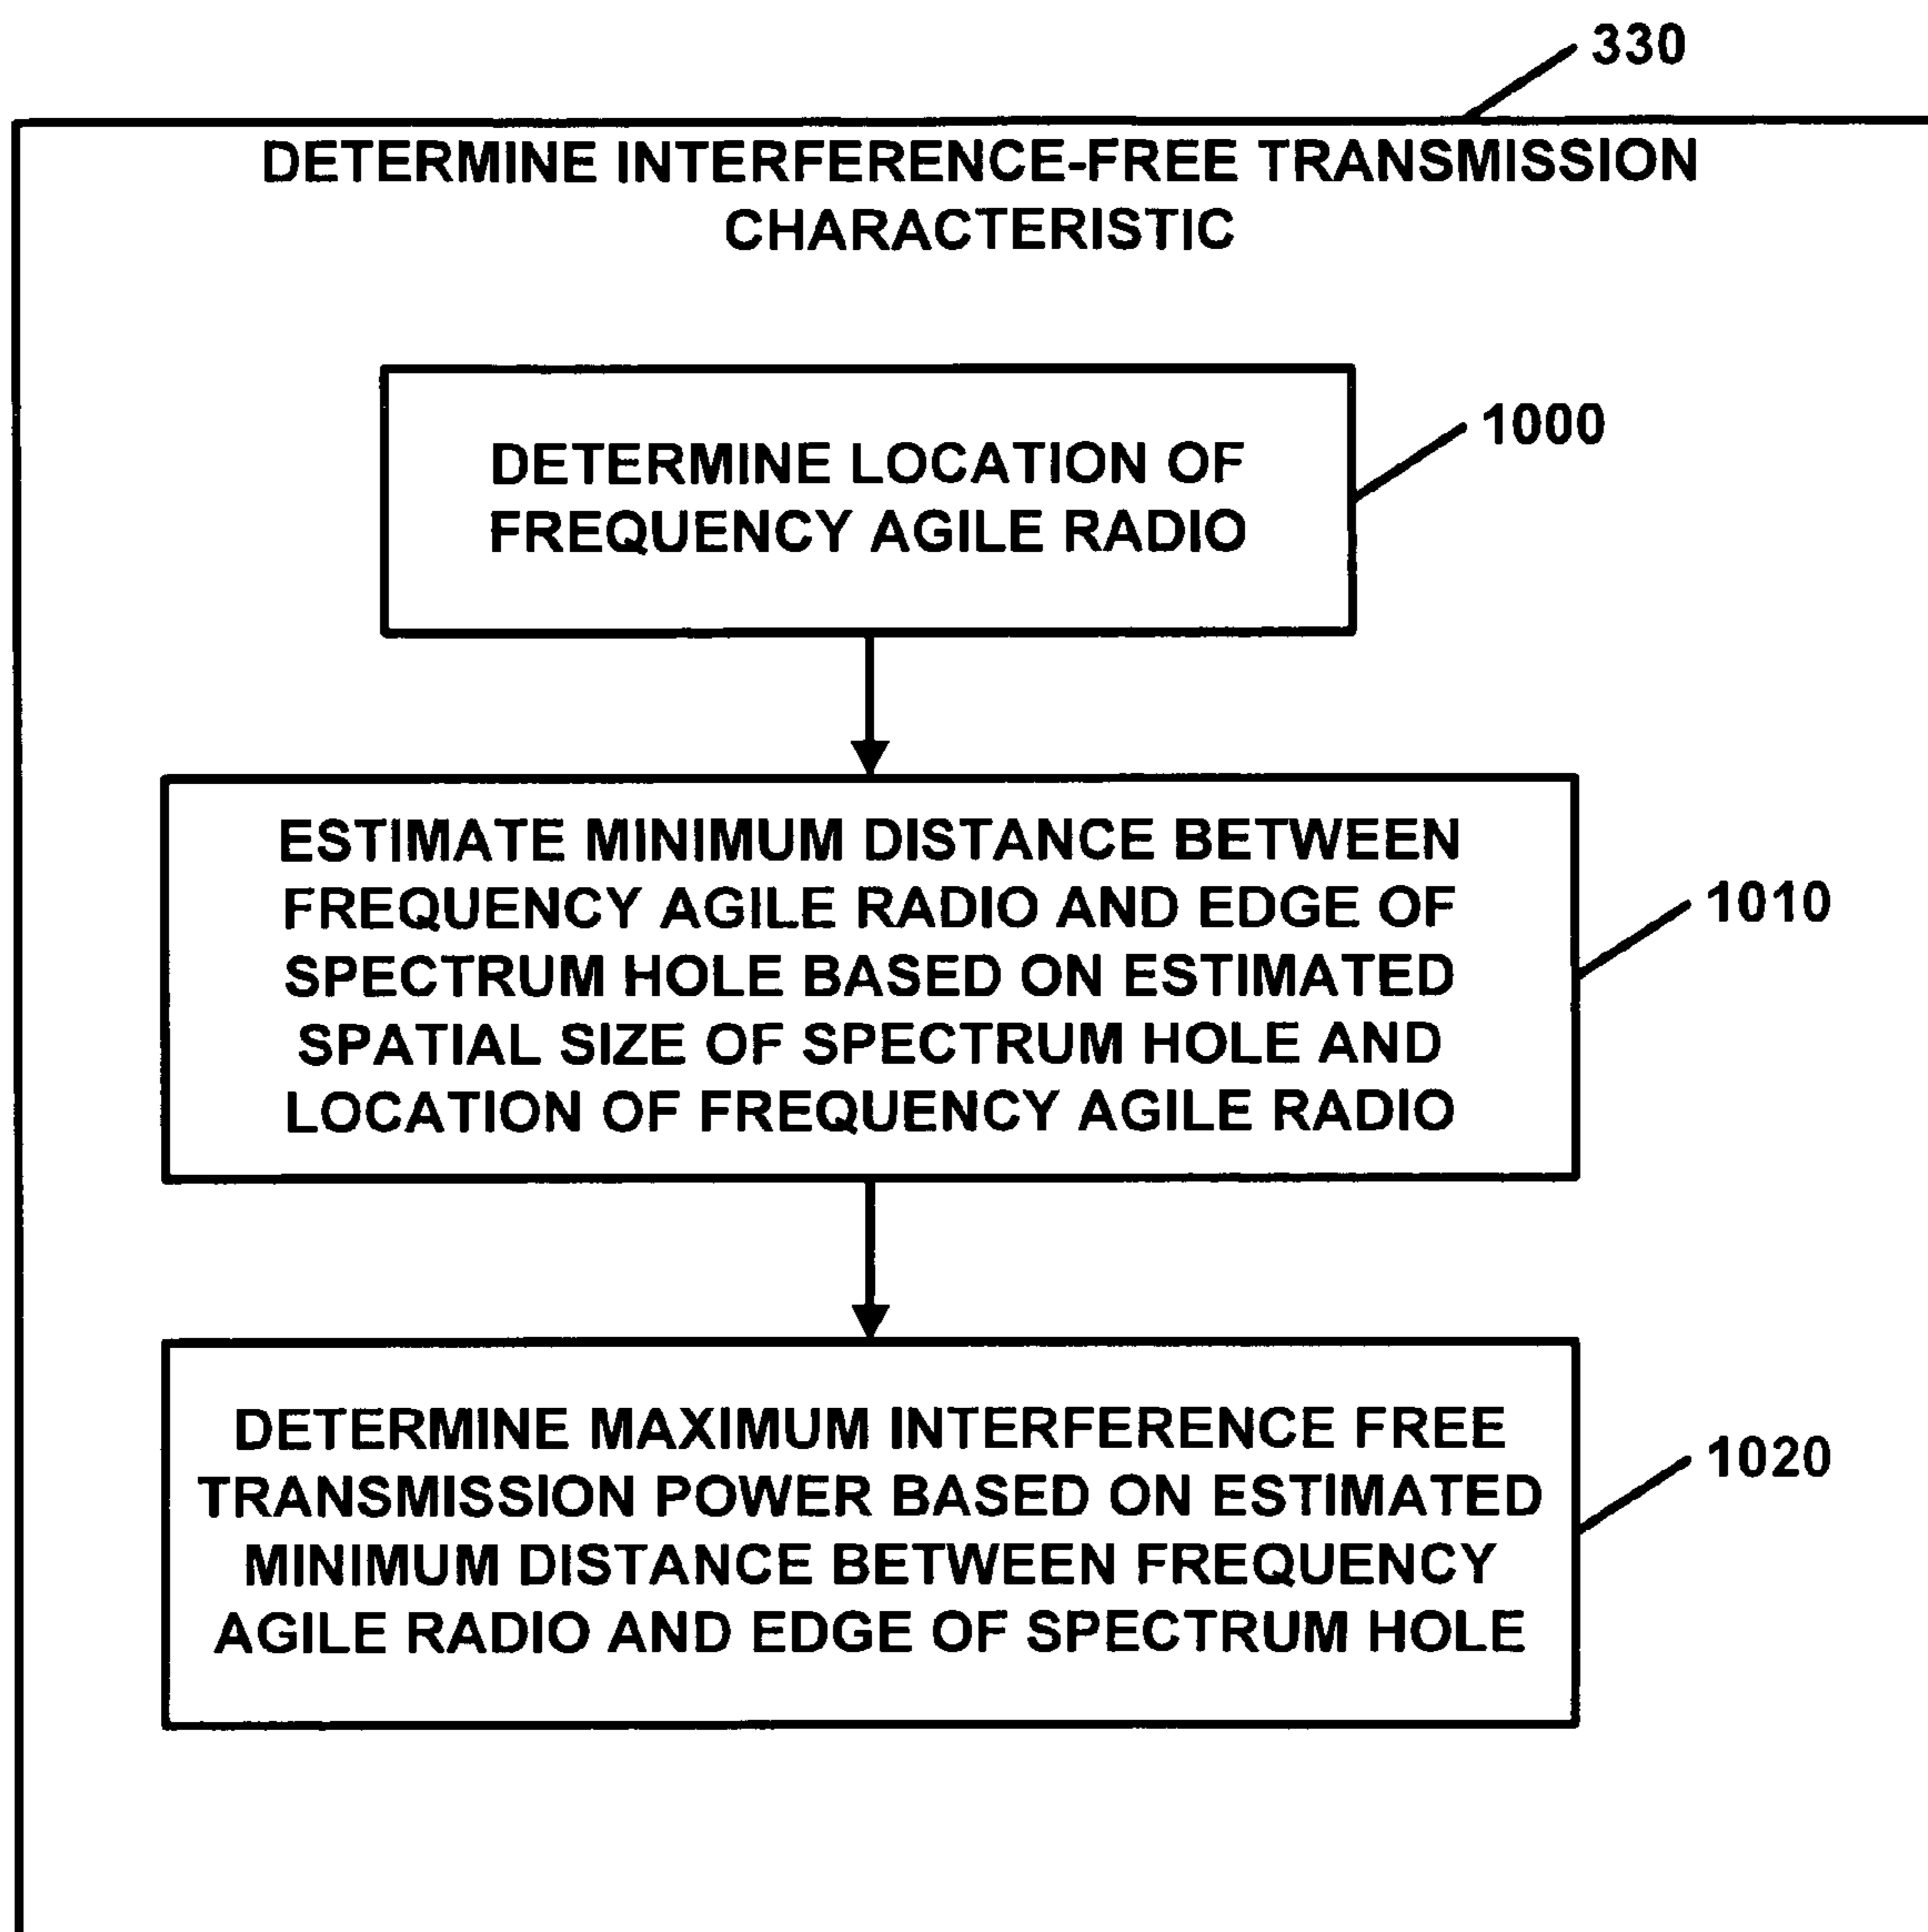 330
DETERMINE INTERFERENCE-FREE TRANSMISSION
CHARACTERISTIC
DETERMINE LOCATION OF
FREQUENCY AGILE RADIO
1000
ESTIMATE MINIMUM DISTANCE BETWEEN
FREQUENCY AGILE RADIO AND EDGE OF
SPECTRUM HOLE BASED ON ESTIMATED
SPATIAL SIZE OF SPECTRUM HOLE AND
LOCATION OF FREQUENCY AGILE RADIO
1010
DETERMINE MAXIMUM INTERFERENCE FREE
TRANSMISSION POWER BASED ON ESTIMATED
MINIMUM DISTANCE BETWEEN FREQUENCY
AGILE RADIO AND EDGE OF SPECTRUM HOLE
1020